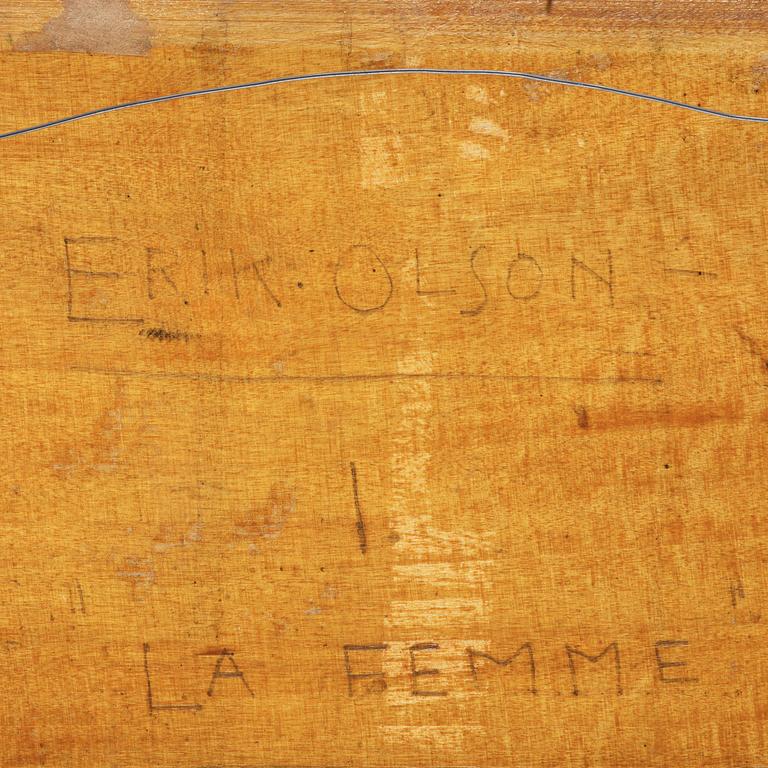 ERIK · OLSON -
I
LA FEMME